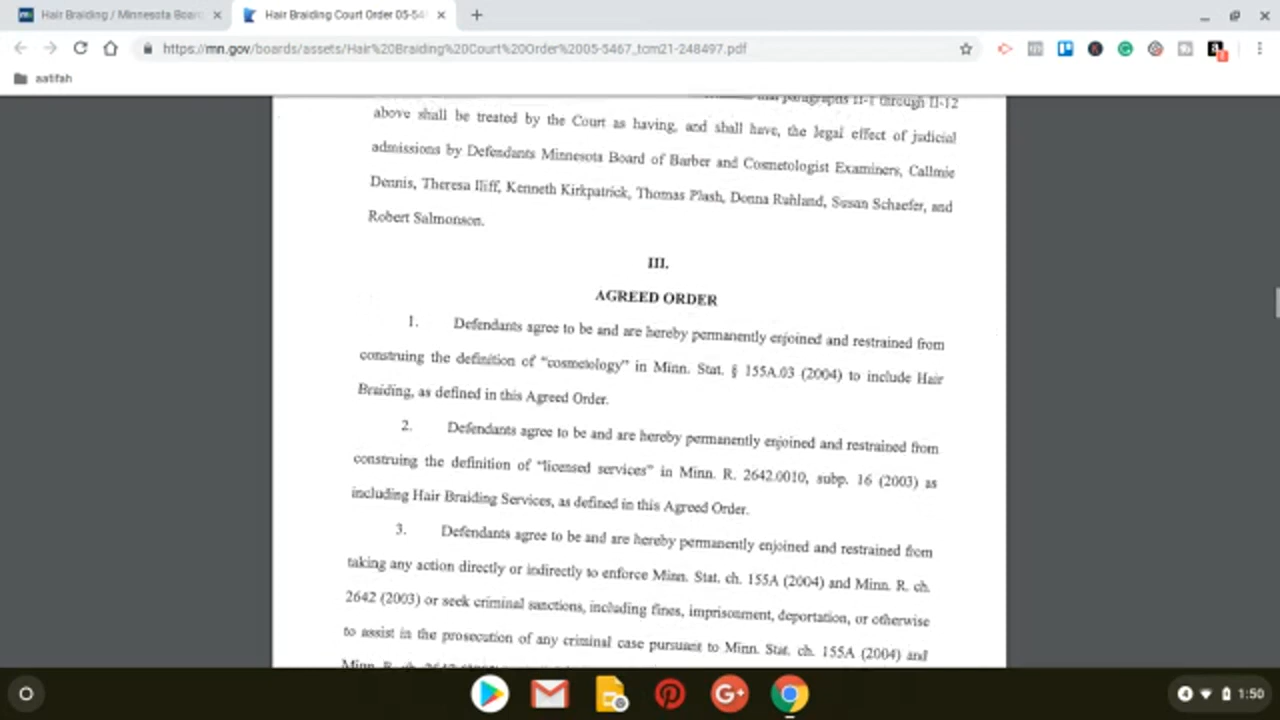 Hair Braiding / Minnesota Boar
Hair Braiding Court Order 05-54
https://mn.gov/boards/assets/Hair%20Braiding%20Court%20Order%2005-5467_tcm21-248497.pdf
aatifah
that paragraphs II-1 through II-12
above shall be treated by the Court as having, and shall have, the legal effect of judicial
admissions by Defendants Minnesota Board of Barber and Cosmetologist Examiners, Callmie
Dennis, Theresa Iliff, Kenneth Kirkpatrick, Thomas Plash, Donna Ruhland, Susan Schaefer, and
Robert Salmonson.
III.
AGREED ORDER
1. Defendants agree to be and are hereby permanently enjoined and restrained from
construing the definition of "cosmetology" in Minn. Stat. § 155A.03 (2004) to include Hair
Braiding, as defined in this Agreed Order.
2. Defendants agree to be and are hereby permanently enjoined and restrained from
construing the definition of "licensed services" in Minn. R. 2642.0010, subp. 16 (2003) as
including Hair Braiding Services, as defined in this Agreed Order.
3. Defendants agree to be and are hereby permanently enjoined and restrained from
taking any action directly or indirectly to enforce Minn. Stat. ch. 155A (2004) and Minn. R. ch.
2642 (2003) or seek criminal sanctions, including fines, imprisonment, deportation, or otherwise
to assist in the prosecution of any criminal case pursuant to Minn. Stat. ch. 155A (2004) and
Minn. R. ch. 2642
1:50